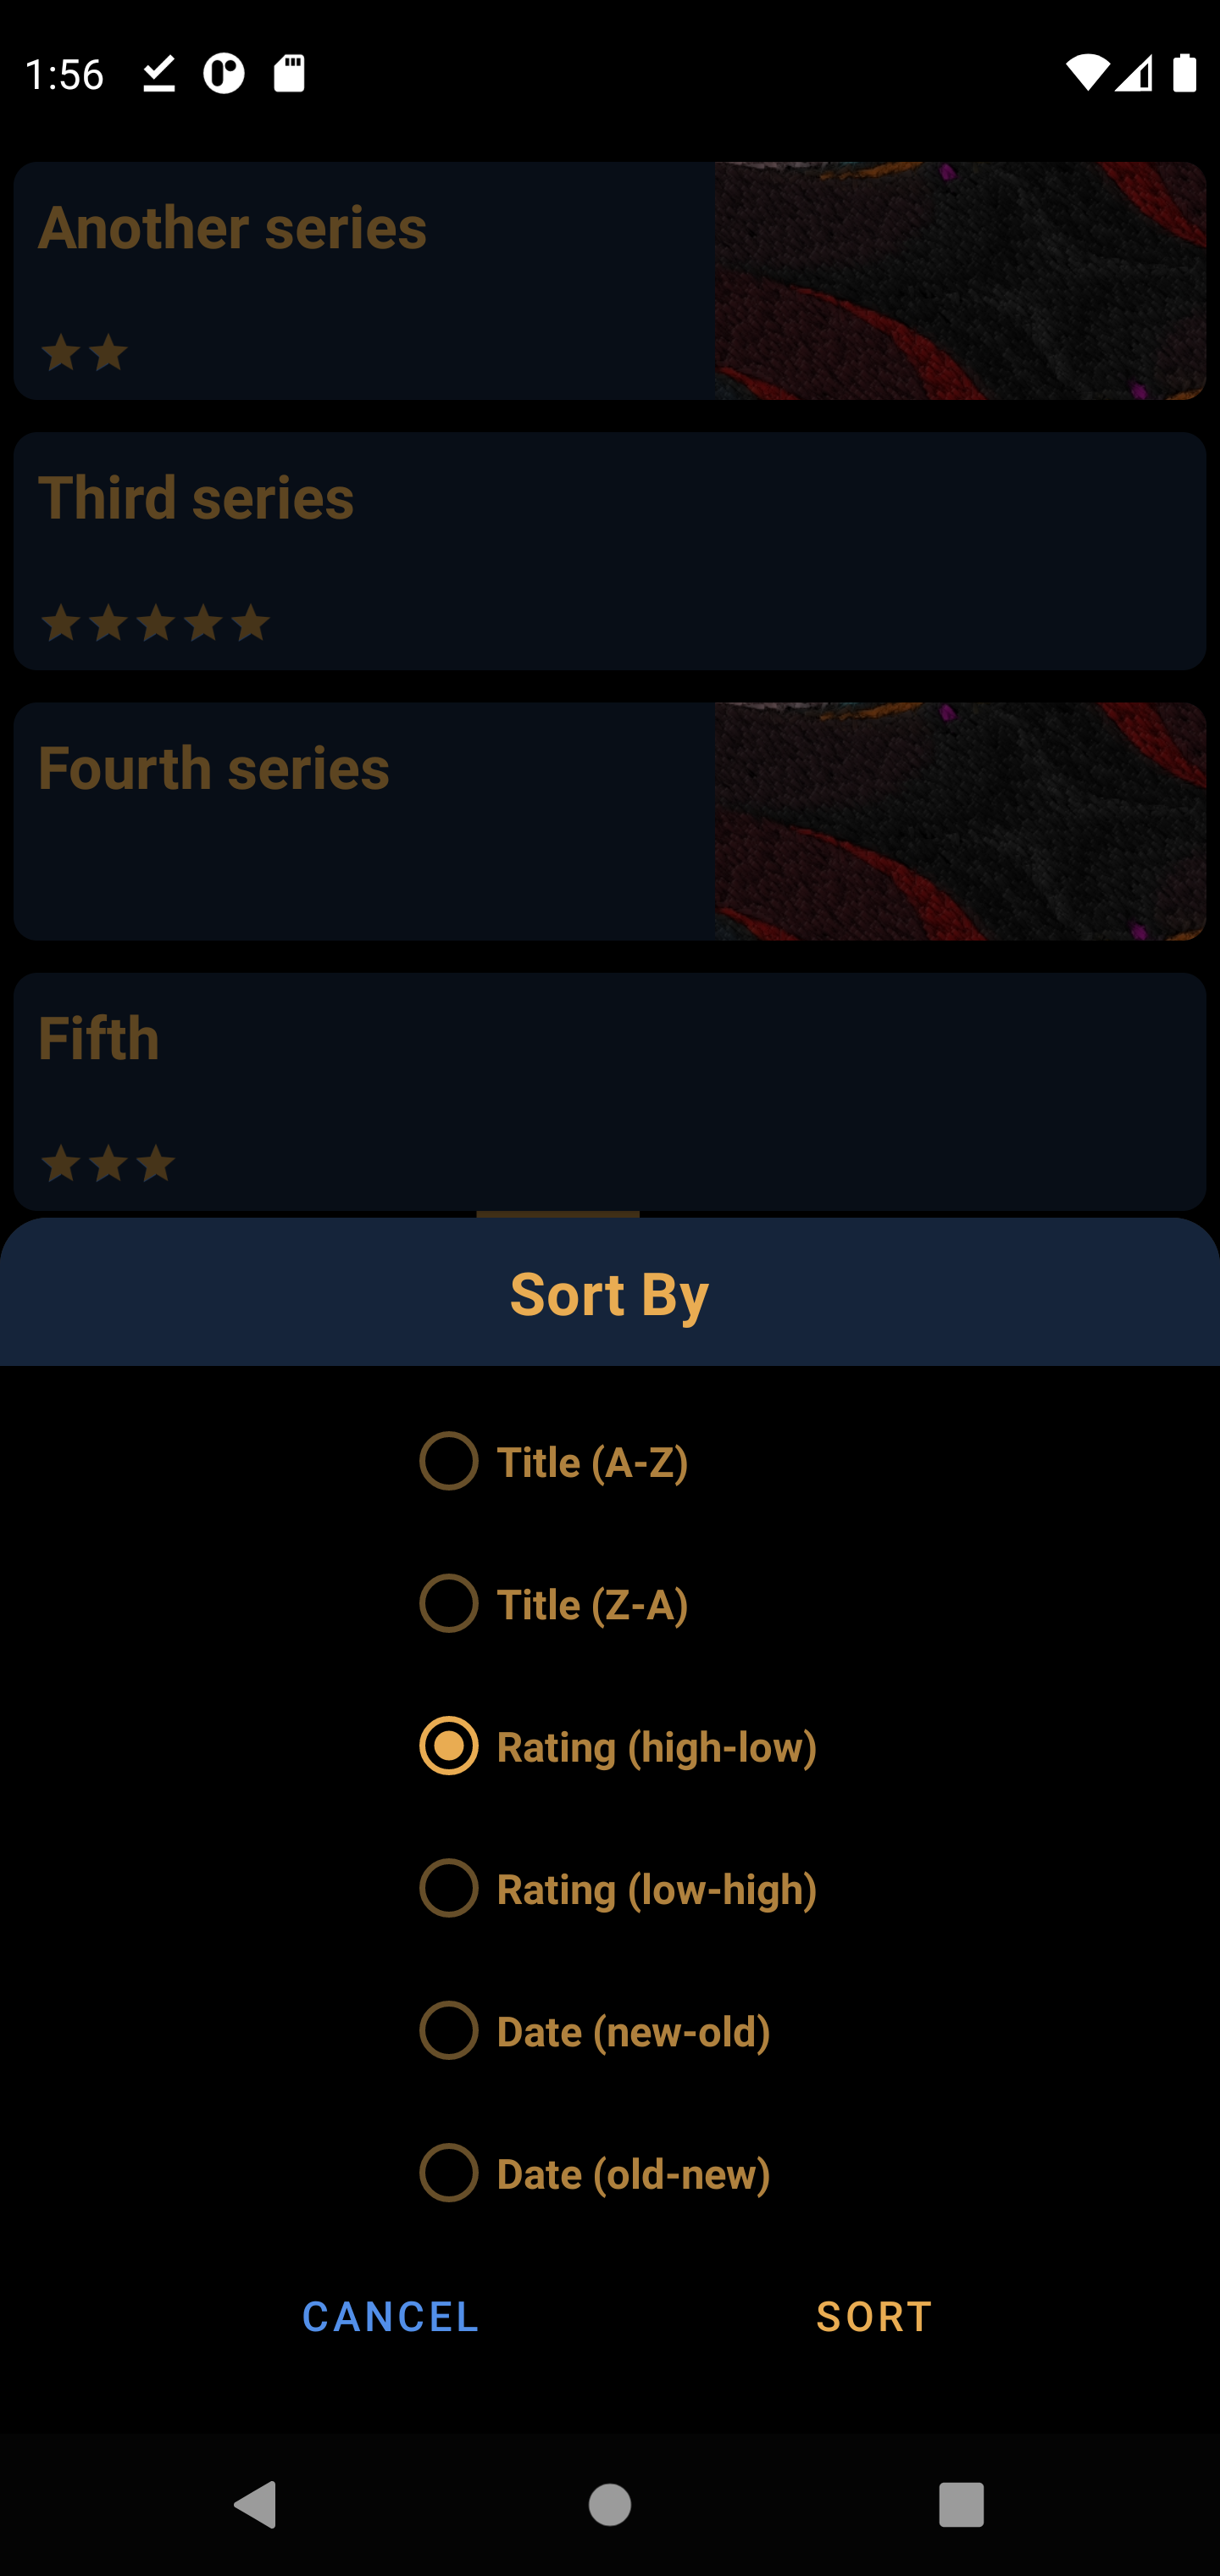 1:56
Another series
Third series
Fourth series
Fifth
Sort By
Title (A-Z)
Title (Z-A)
Rating (high-low)
Rating (low-high)
Date (new-old)
Date (old-new)
CANCEL
SORT